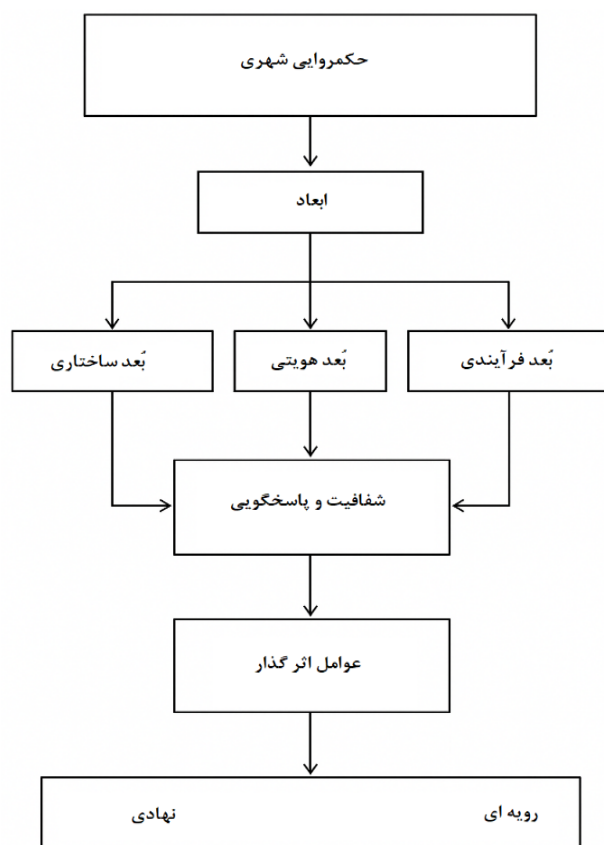 حکمروایی شهری
ابعاد
بُعد فرآیندی
بُعد هویتی
بُعد ساختاری
شفافیت و پاسخگویی
عوامل اثر گذار
رویه ای
نهادی